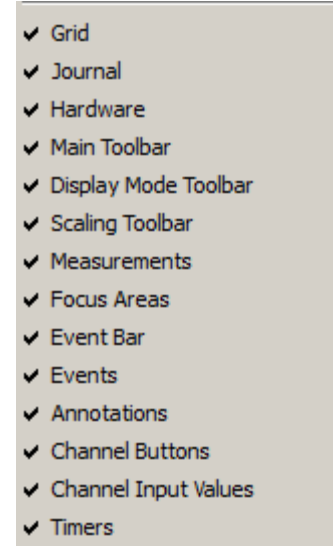 Grid
Journal
Hardware
Main Toolbar
Display Mode Toolbar
Scaling Toolbar
Measurements
Focus Areas
Event Bar
Events
Annotations
Channel Buttons
Channel Input Values
Timers